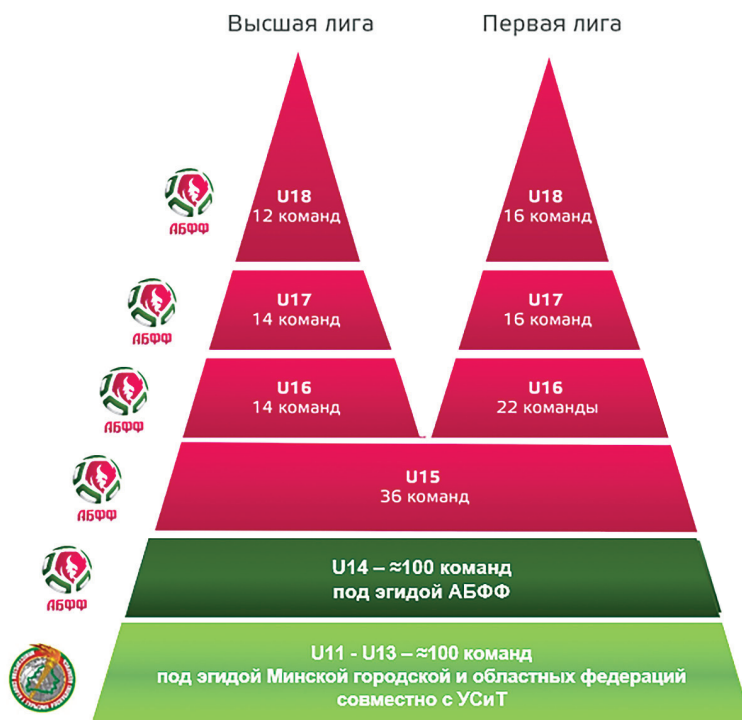 Высшая лига
Первая лига
U18
12 команд
U18
16 команд
АБФФ
U17
14 команд
U17
16 команд
АБФФ
U16
14 команд
U16
22 команды
АБФФ
U15
36 команд
АБФФ
U14 – ≈100 команд
под эгидой АБФФ
АБФФ
U11 - U13 – ≈100 команд
под эгидой Минской городской и областных федераций
совместно с УСиТ